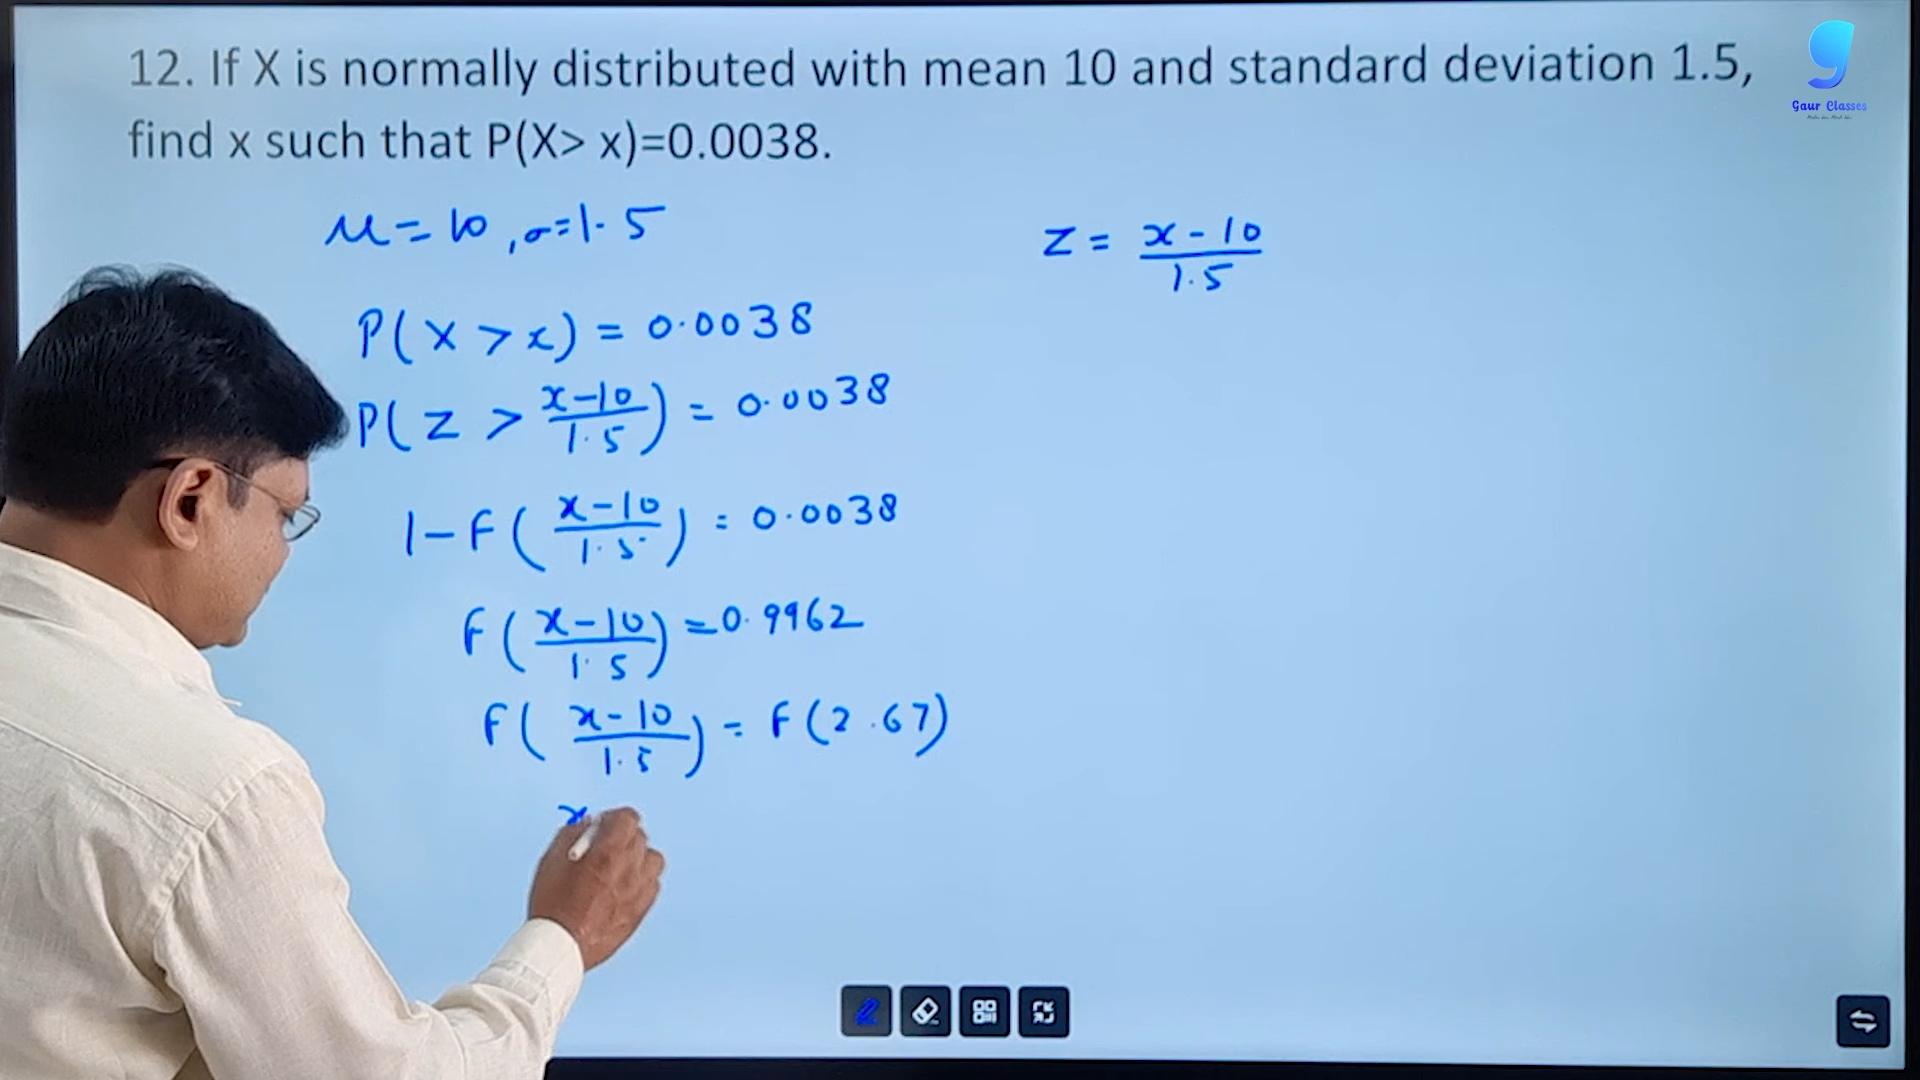 12. If X is normally distributed with mean 10 and standard deviation 1.5,
find x such that P(X> x)=0.0038.
Gaur Classes
μ = 10, σ = 1.5
z = (x - 10)/1.5
P(X > x) = 0.0038
P(z > (x-10)/1.5) = 0.0038
1 - F((x-10)/1.5) = 0.0038
F((x-10)/1.5) = 0.9962
F((x-10)/1.5) = F(2.67)
x